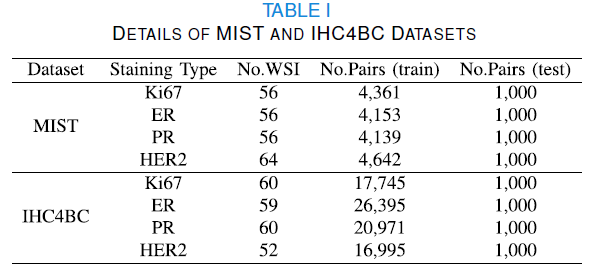 TABLE I
DETAILS OF MIST AND IHC4BC DATASETS
Dataset Staining Type No.WSI No.Pairs (train) No.Pairs (test)
MIST
Ki67 56 4,361 1,000
ER 56 4,153 1,000
PR 56 4,139 1,000
HER2 64 4,642 1,000
IHC4BC
Ki67 60 17,745 1,000
ER 59 26,395 1,000
PR 60 20,971 1,000
HER2 52 16,995 1,000